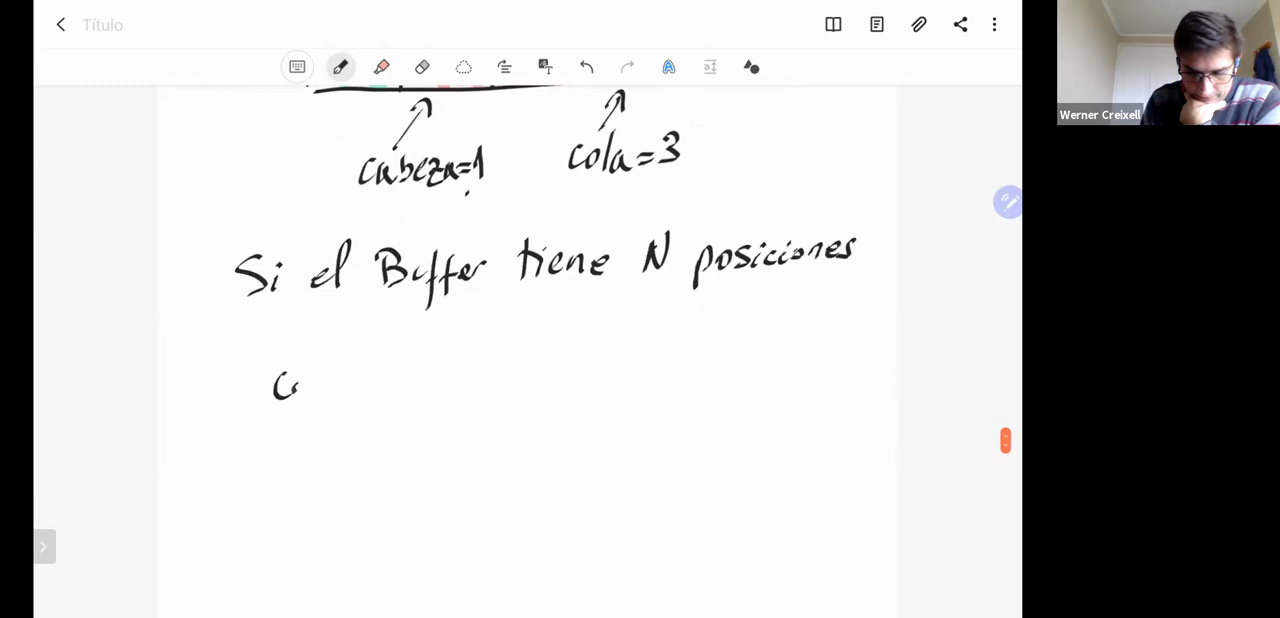 Título
cabeza=1 cola=3
Si el Buffer tiene N posiciones
Werner Creixell